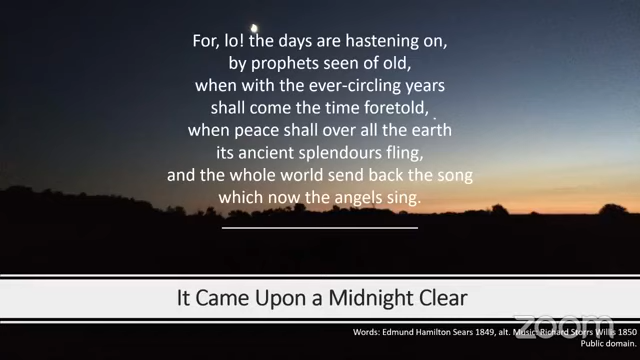 For, lo! the days are hastening on,
by prophets seen of old,
when with the ever-circling years
shall come the time foretold,
when peace shall over all the earth
its ancient splendours fling,
and the whole world send back the song
which now the angels sing.
It Came Upon a Midnight Clear
zoom
Words: Edmund Hamilton Sears 1849, alt. Music: Richard Storrs Willis 1850
Public domain.